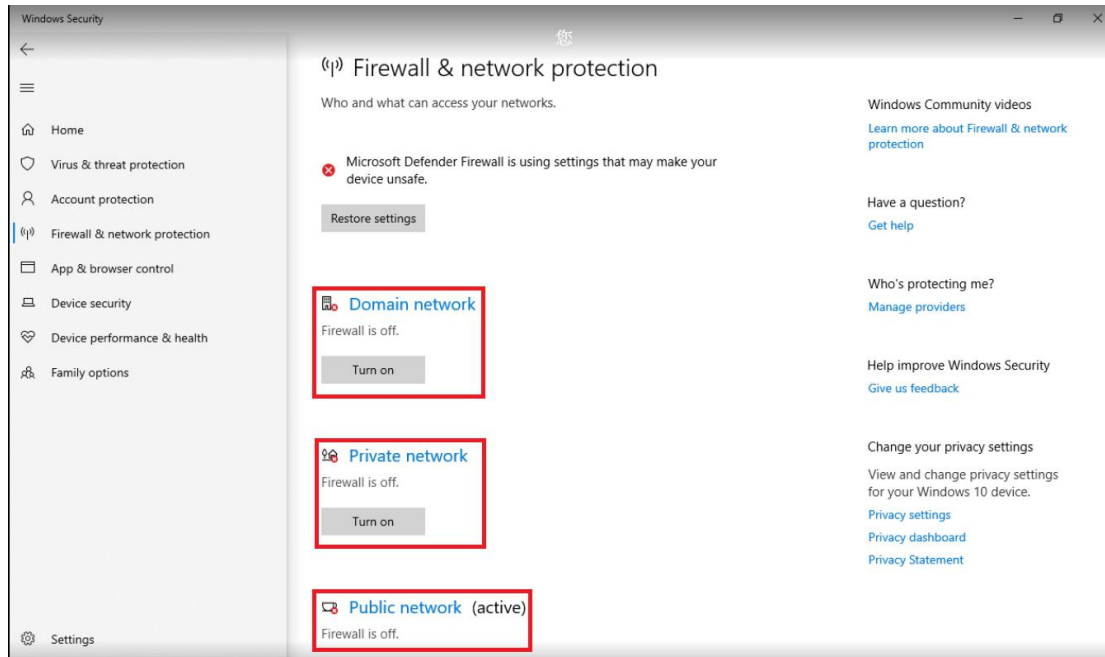 Windows Security
您
Firewall & network protection
Who and what can access your networks.
Microsoft Defender Firewall is using settings that may make your
device unsafe.
Restore settings
Domain network
Firewall is off.
Turn on
Private network
Firewall is off.
Turn on
Public network (active)
Firewall is off.
Home
Virus & threat protection
Account protection
Firewall & network protection
App & browser control
Device security
Device performance & health
Family options
Settings
Windows Community videos
Learn more about Firewall & network
protection
Have a question?
Get help
Who's protecting me?
Manage providers
Help improve Windows Security
Give us feedback
Change your privacy settings
View and change privacy settings
for your Windows 10 device.
Privacy settings
Privacy dashboard
Privacy Statement